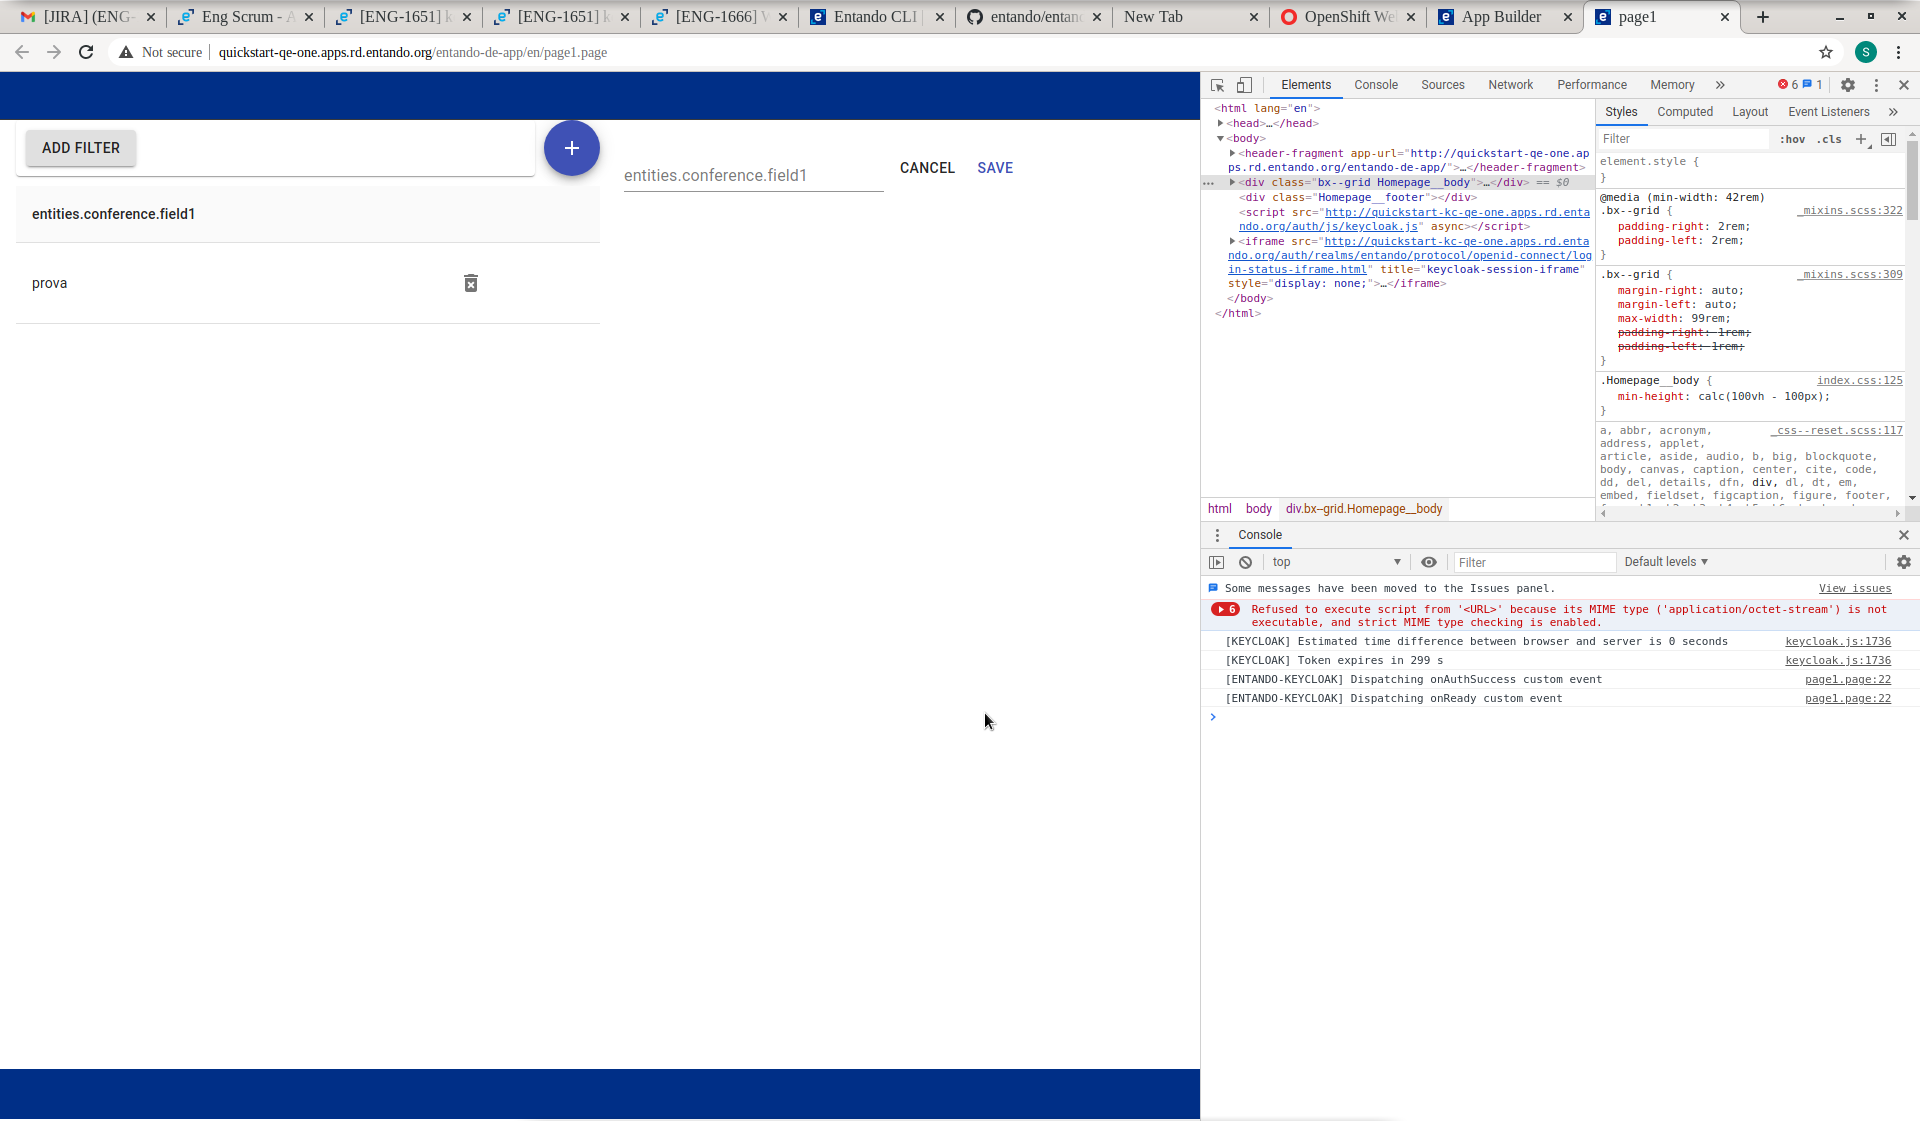 [JIRA] (ENG-
Eng Scrum - A
[ENG-1651] k
[ENG-1651] k
[ENG-1666] W
Entando CLI
entando/entan
New Tab
OpenShift We
App Builder
page1
Not secure
quickstart-qe-one.apps.rd.entando.org/entando-de-app/en/page1.page
S
ADD FILTER
+
entities.conference.field1
CANCEL
SAVE
entities.conference.field1
prova
Elements
Console
Sources
Network
Performance
Memory
»
6
1
<html lang="en">
<head>…</head>
<body>
<header-fragment app-url="http://quickstart-qe-one.ap
ps.rd.entando.org/entando-de-app/">…</header-fragment>
<div class="bx--grid Homepage__body">…</div> == $0
<div class="Homepage__footer"></div>
<script src="http://quickstart-kc-qe-one.apps.rd.enta
ndo.org/auth/js/keycloak.js" async></script>
<iframe src="http://quickstart-kc-qe-one.apps.rd.enta
ndo.org/auth/realms/entando/protocol/openid-connect/log
in-status-iframe.html" title="keycloak-session-iframe"
style="display: none;">…</iframe>
</body>
</html>
html
body
div.bx--grid.Homepage__body
Styles
Computed
Layout
Event Listeners
»
Filter
:hov
.cls
+
element.style {
}
@media (min-width: 42rem)
.bx--grid {
_mixins.scss:322
padding-right: 2rem;
padding-left: 2rem;
}
.bx--grid {
_mixins.scss:309
margin-right: auto;
margin-left: auto;
max-width: 99rem;
padding-right: 1rem;
padding-left: 1rem;
}
.Homepage__body {
index.css:125
min-height: calc(100vh - 100px);
}
a, abbr, acronym,
_css--reset.scss:117
address, applet,
article, aside, audio, b, big, blockquote,
body, canvas, caption, center, cite, code,
dd, del, details, dfn, div, dl, dt, em,
embed, fieldset, figcaption, figure, footer,
Console
top
Filter
Default levels
Some messages have been moved to the Issues panel.
View issues
6
Refused to execute script from '<URL>' because its MIME type ('application/octet-stream') is not
executable, and strict MIME type checking is enabled.
[KEYCLOAK] Estimated time difference between browser and server is 0 seconds
keycloak.js:1736
[KEYCLOAK] Token expires in 299 s
keycloak.js:1736
[ENTANDO-KEYCLOAK] Dispatching onAuthSuccess custom event
page1.page:22
[ENTANDO-KEYCLOAK] Dispatching onReady custom event
page1.page:22